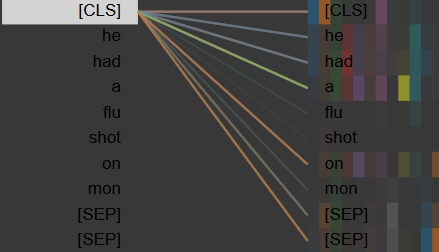 [CLS] [CLS]
he he
had had
a a
flu flu
shot shot
on on
mon mon
[SEP] [SEP]
[SEP] [SEP]